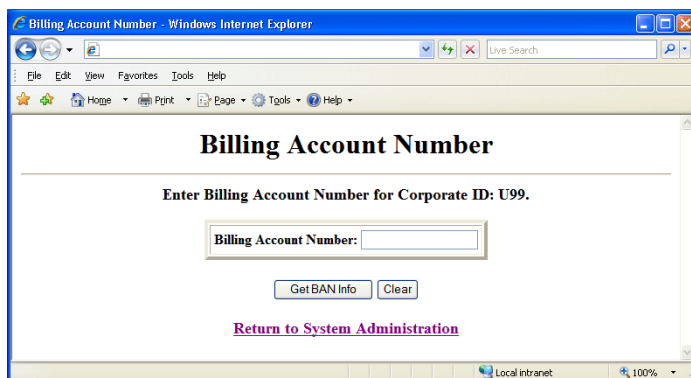 Billing Account Number - Windows Internet Explorer
Live Search
File Edit View Favorites Tools Help
Home Print Page Tools Help
Billing Account Number
Enter Billing Account Number for Corporate ID: U99.
Billing Account Number:
Get BAN Info Clear
Return to System Administration
Local intranet 100%